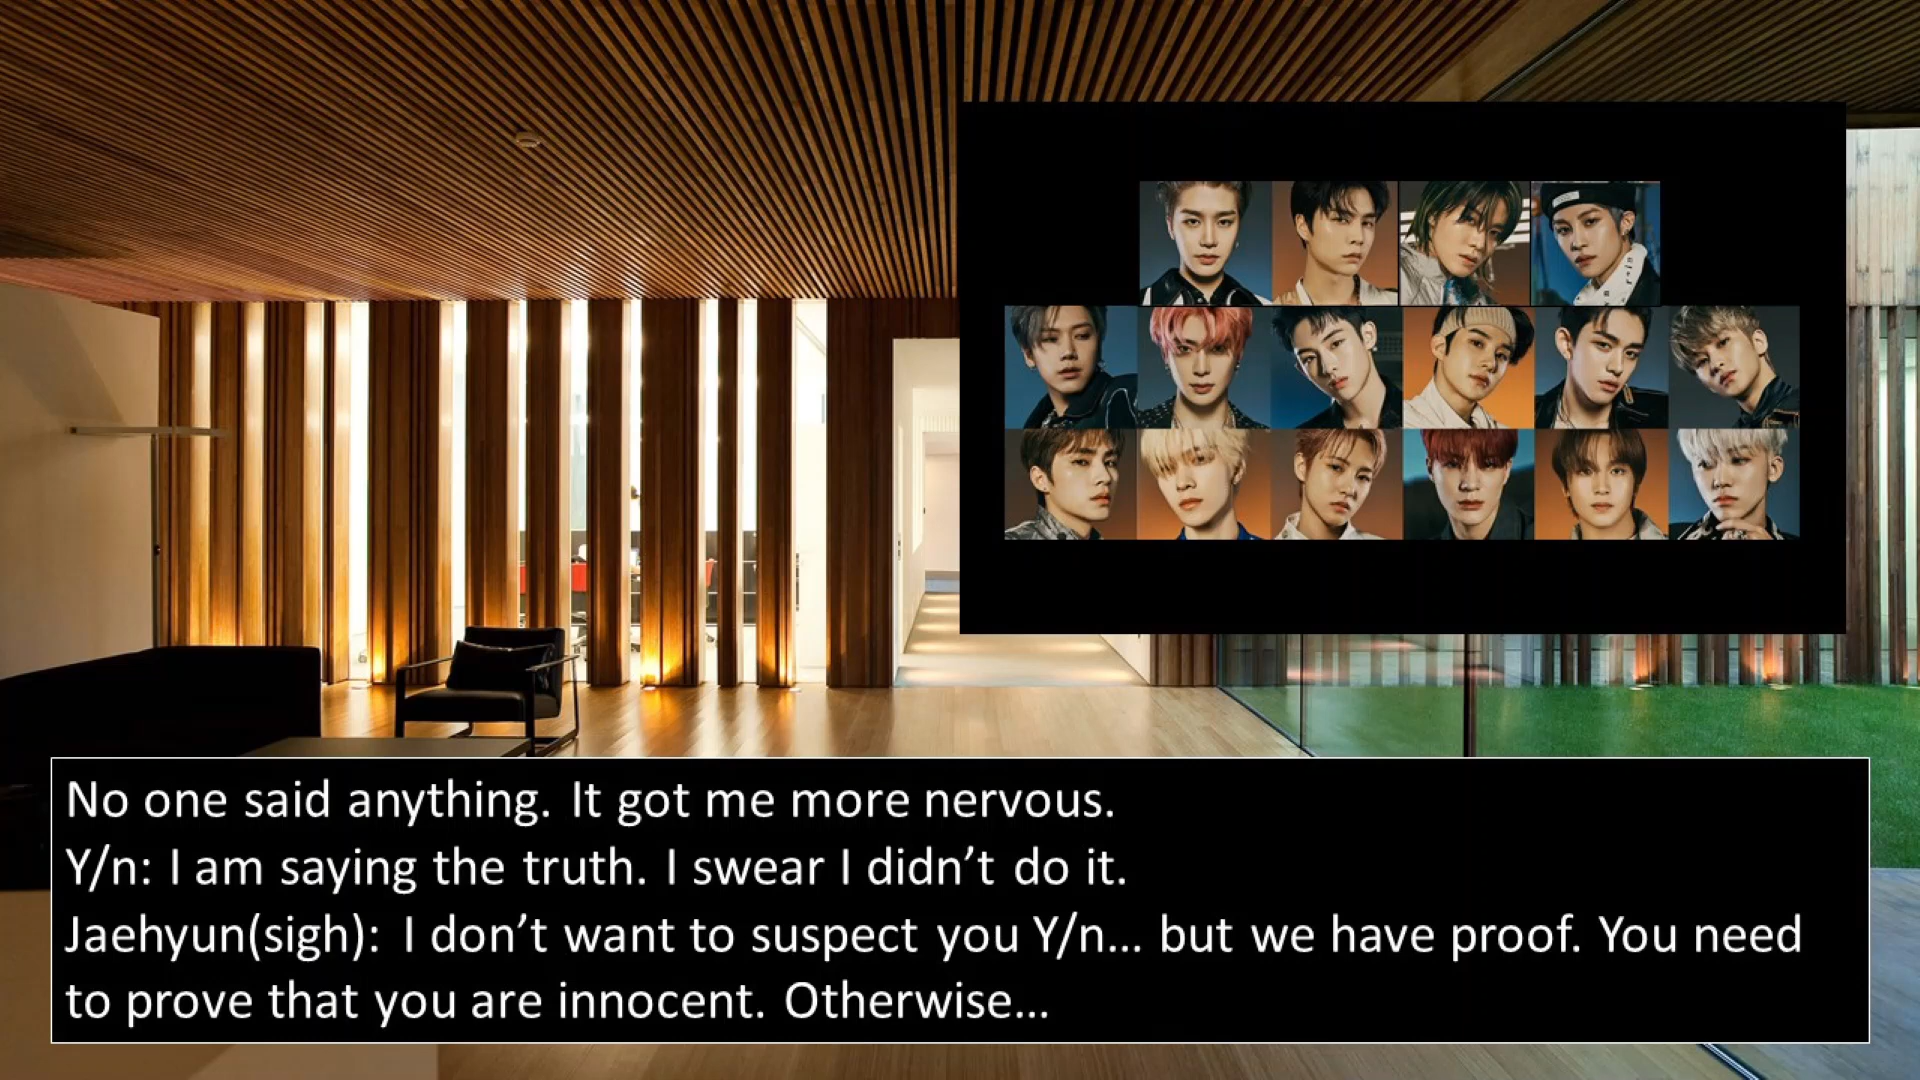 No one said anything. It got me more nervous.
Y/n: I am saying the truth. I swear I didn’t do it.
Jaehyun(sigh): I don’t want to suspect you Y/n... but we have proof. You need
to prove that you are innocent. Otherwise...